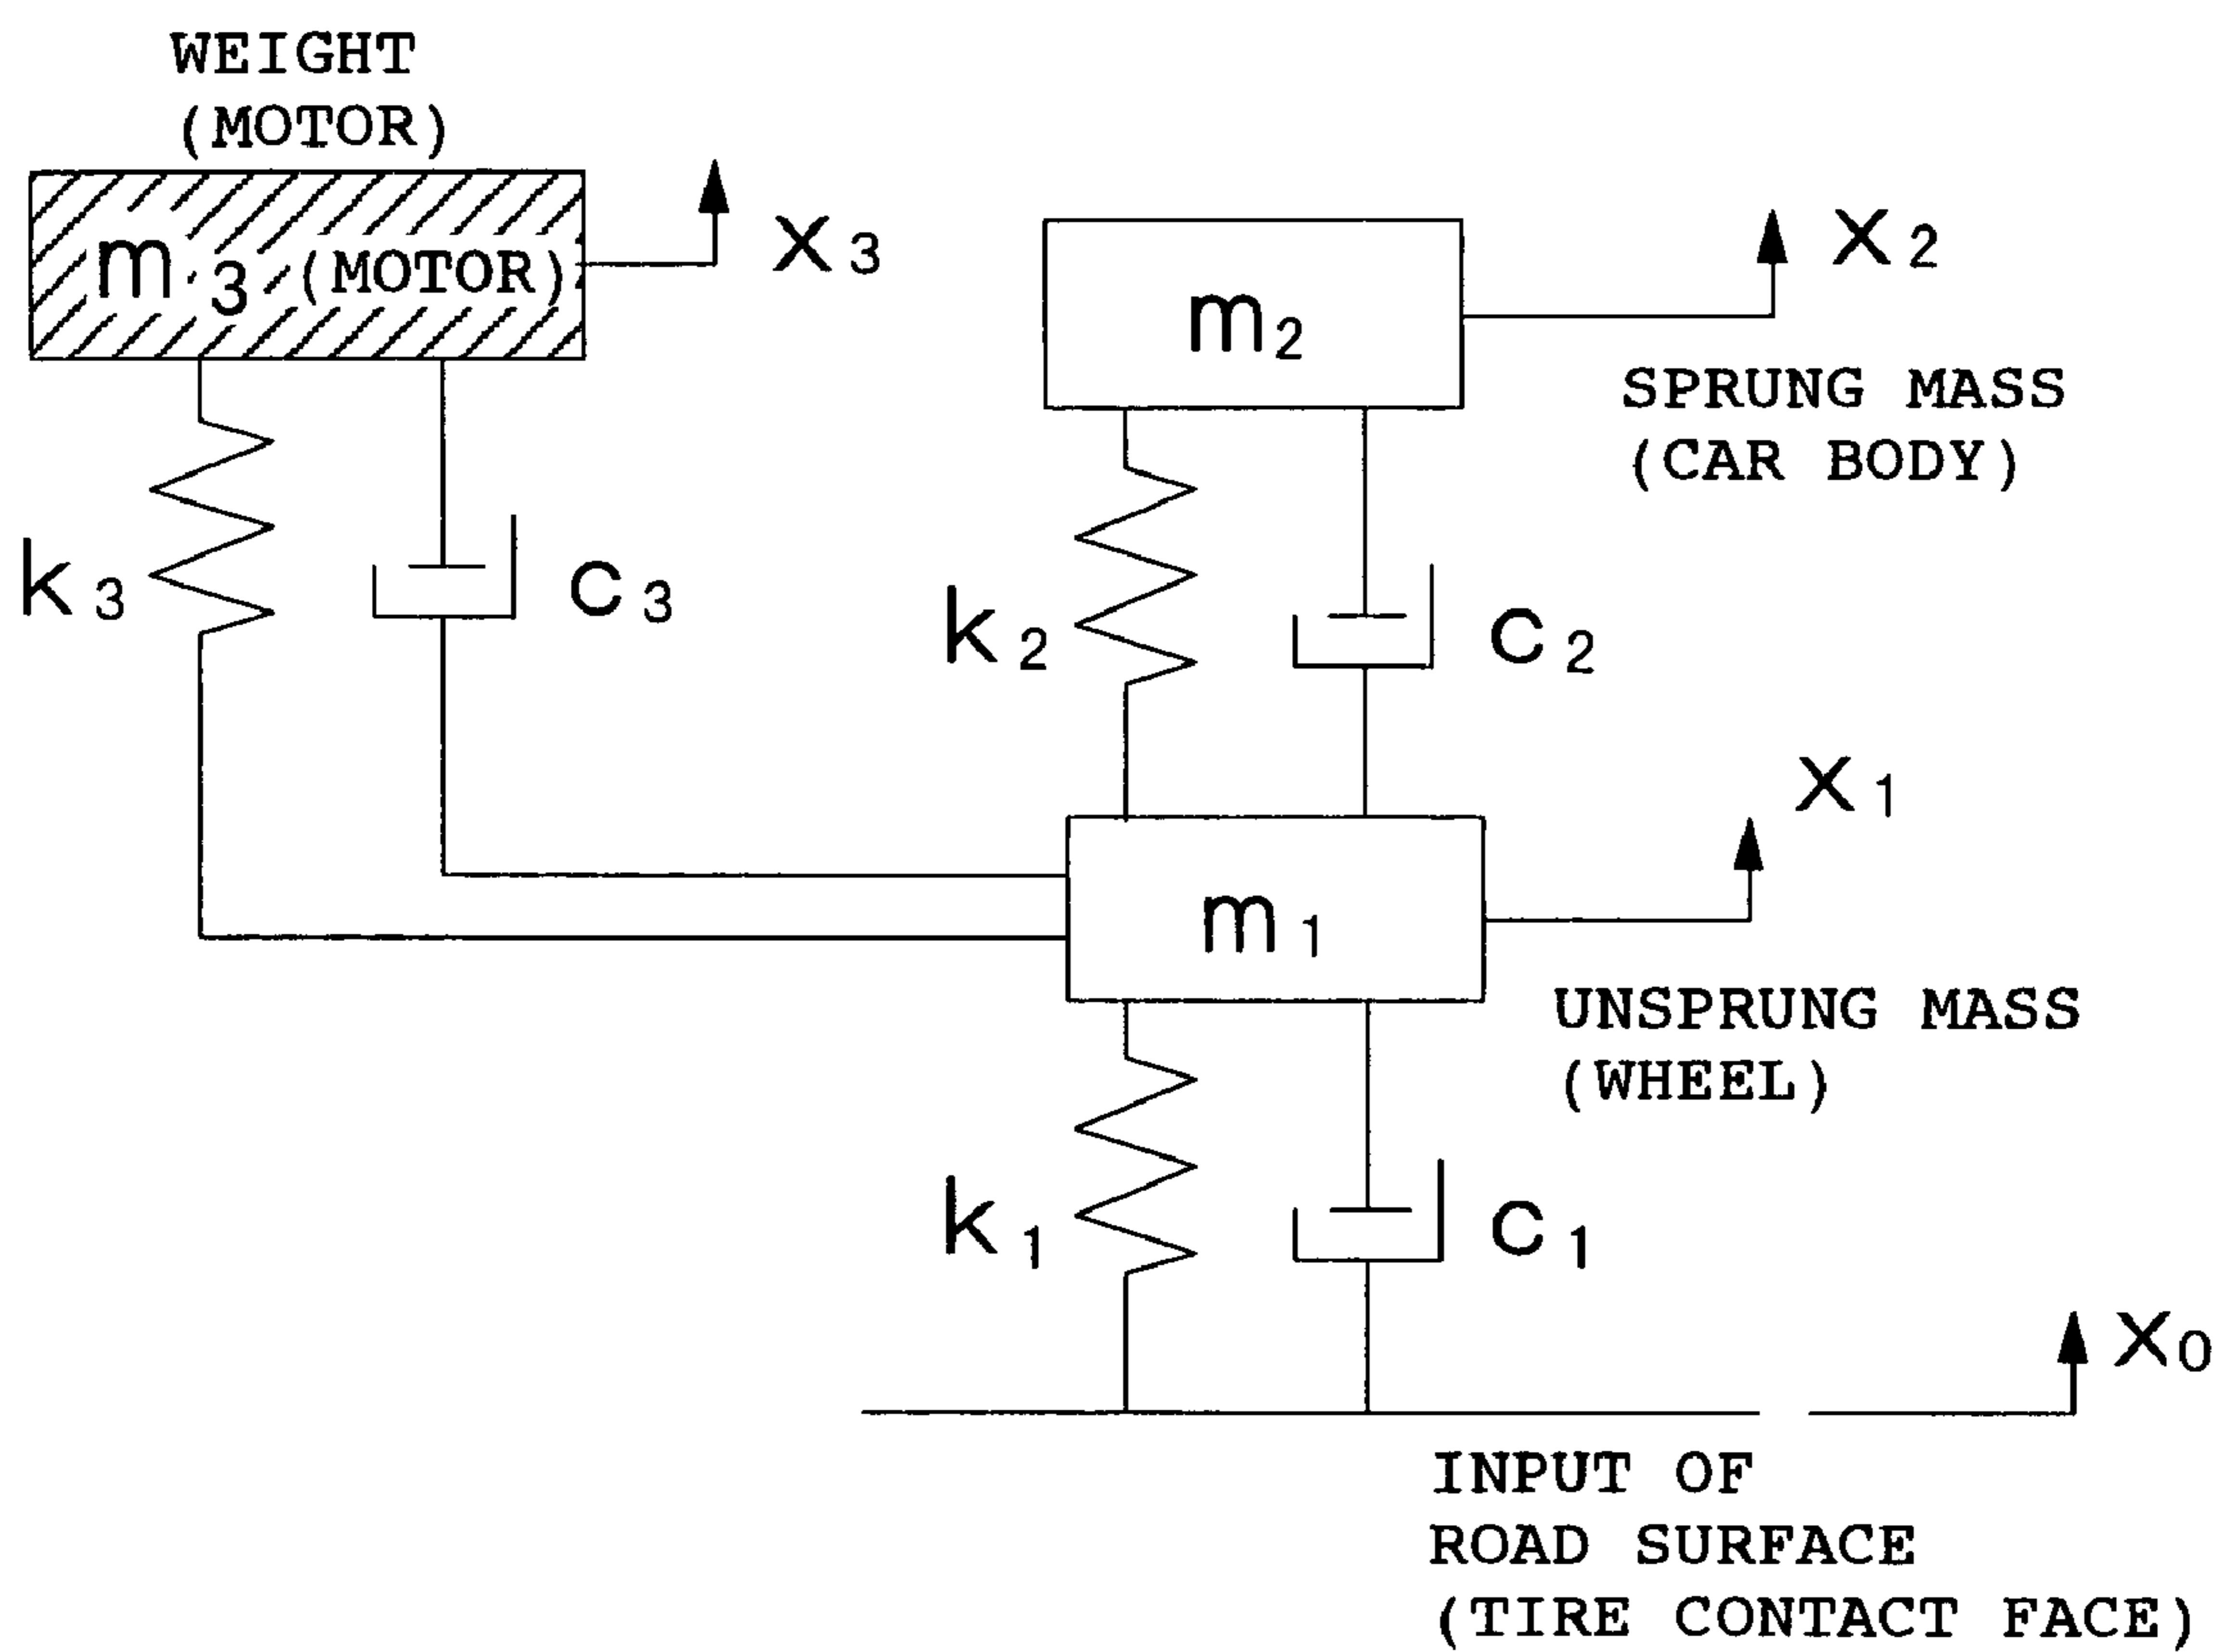 WEIGHT
(MOTOR)
m3 (MOTOR)
x3
k3
c3
m2
x2
SPRUNG MASS
(CAR BODY)
k2
c2
x1
m1
UNSPRUNG MASS
(WHEEL)
k1
c1
x0
INPUT OF
ROAD SURFACE
(TIRE CONTACT FACE)